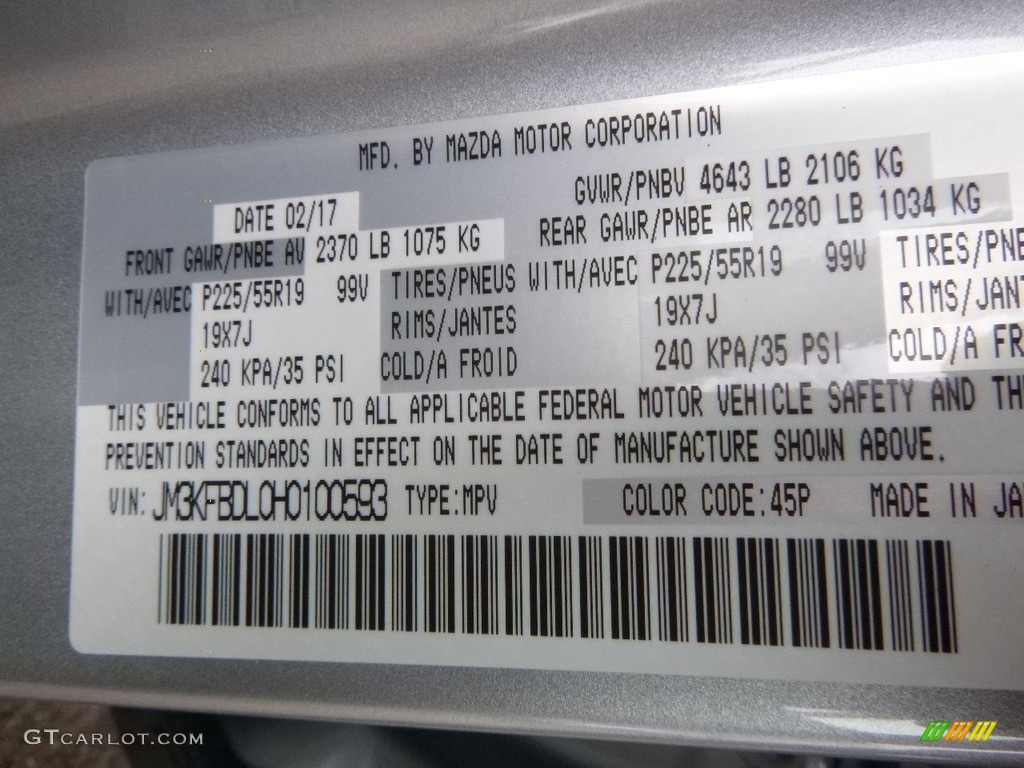 MFD. BY MAZDA MOTOR CORPORATION
DATE 02/17 GVWR/PNBV 4643 LB 2106 KG
FRONT GAWR/PNBE AV 2370 LB 1075 KG REAR GAWR/PNBE AR 2280 LB 1034 KG
WITH/AVEC P225/55R19 99V TIRES/PNEUS WITH/AVEC P225/55R19 99V TIRES/PNE
19X7J RIMS/JANTES 19X7J RIMS/JANT
240 KPA/35 PSI COLD/A FROID 240 KPA/35 PSI COLD/A FR
THIS VEHICLE CONFORMS TO ALL APPLICABLE FEDERAL MOTOR VEHICLE SAFETY AND TH
PREVENTION STANDARDS IN EFFECT ON THE DATE OF MANUFACTURE SHOWN ABOVE.
VIN: JM3KFBDL0H0100593 TYPE:MPV COLOR CODE:45P MADE IN JA
GTCARLOT.COM